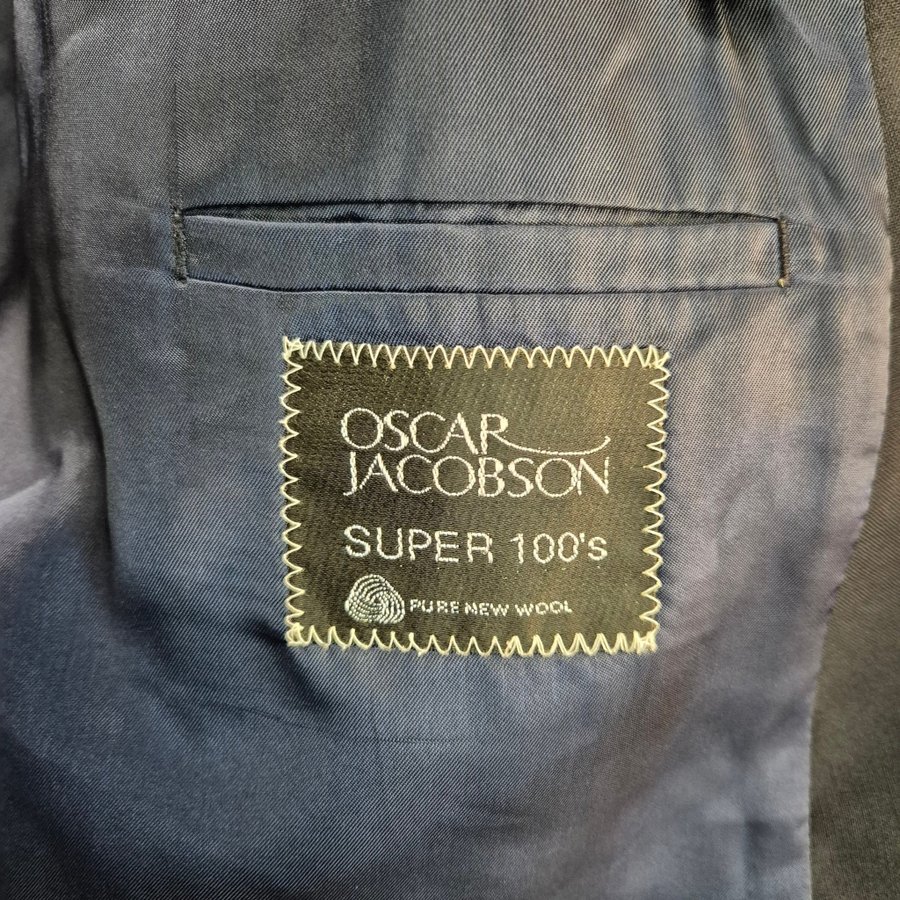 OSCAR
JACOBSON
SUPER 100's
PURE NEW WOOL